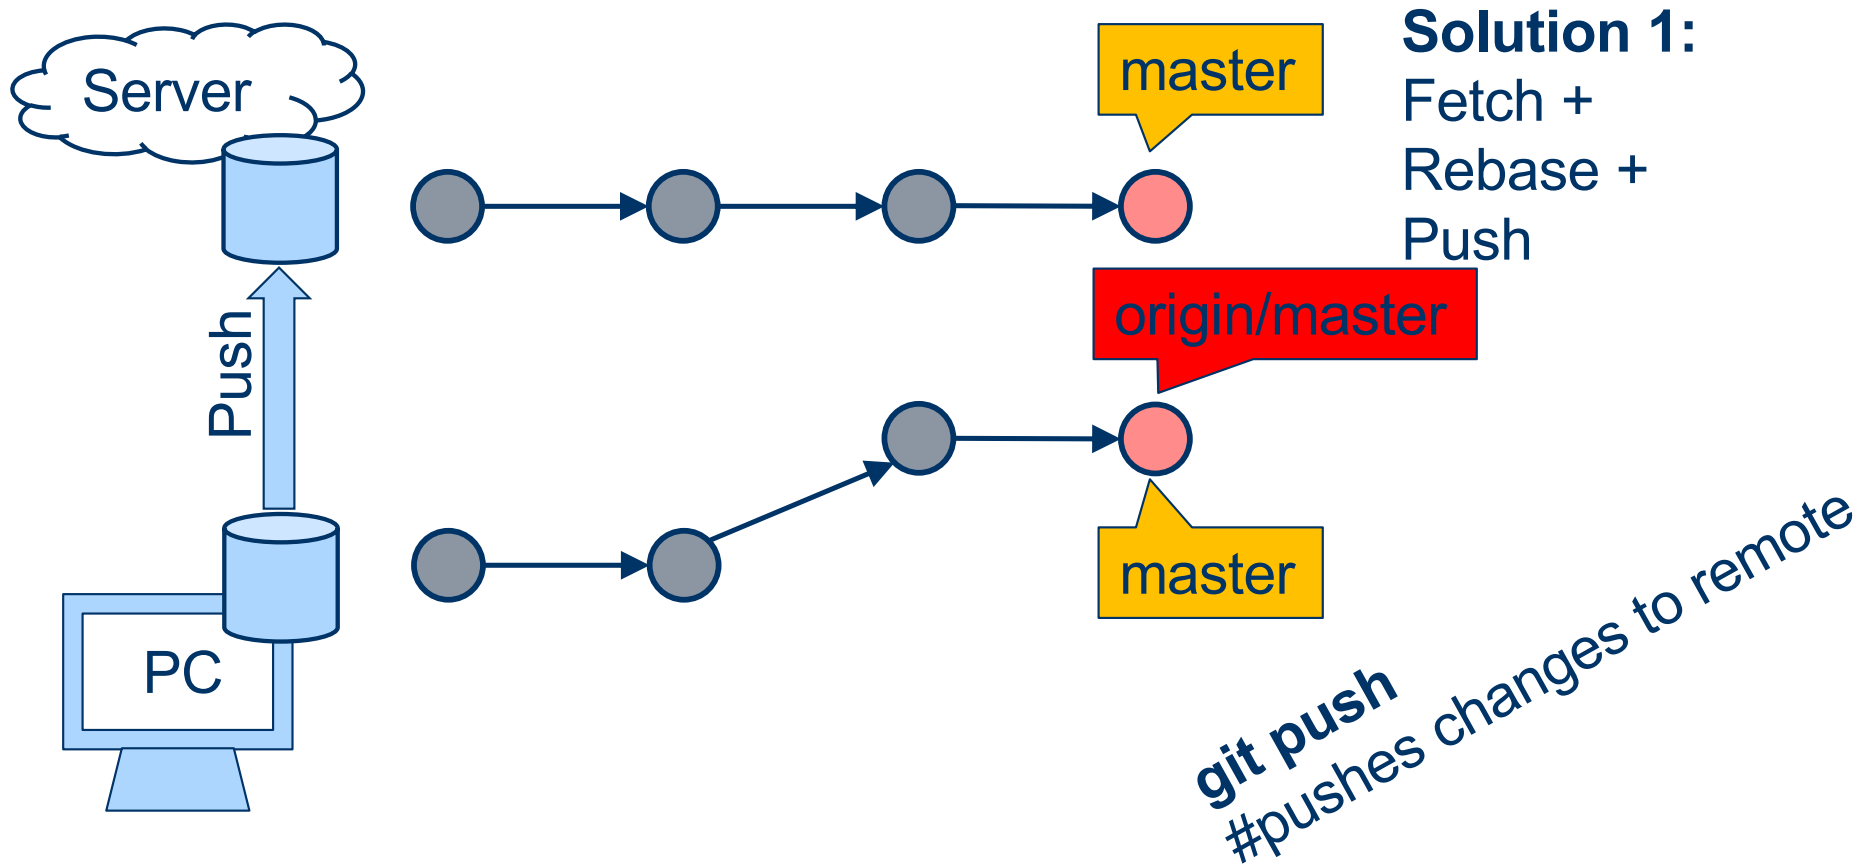 Server
master
Solution 1:
Fetch +
Rebase +
Push
origin/master
Push
master
PC
git push
#pushes changes to remote